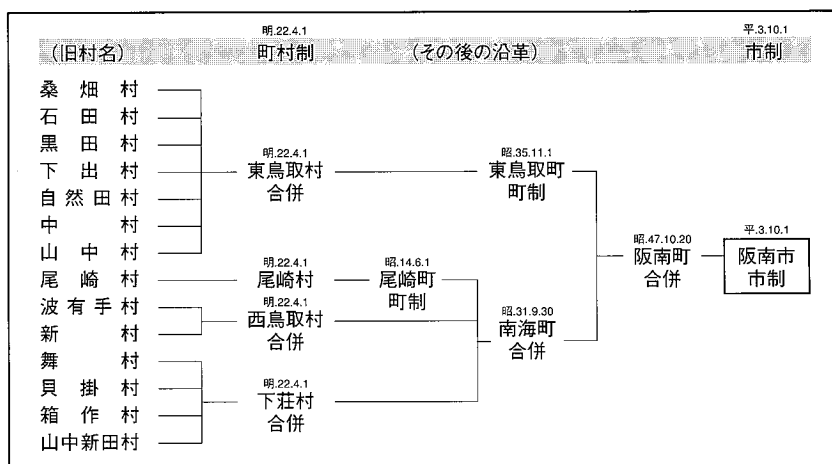 明.22.4.1 平.3.10.1
(旧村名) 町村制 (その後の沿革) 市制
桑畑村
石田村
黒田村
下出村
自然田村
中村
山中村
尾崎村
波有手村
新村
舞村
貝掛村
箱作村
山中新田村
明.22.4.1
東鳥取村
合併
明.22.4.1
尾崎村
明.22.4.1
西鳥取村
合併
明.22.4.1
下荘村
合併
昭.14.6.1
尾崎町
町制
昭.35.11.1
東鳥取町
町制
昭.31.9.30
南海町
合併
昭.47.10.20
阪南町
合併
平.3.10.1
阪南市
市制